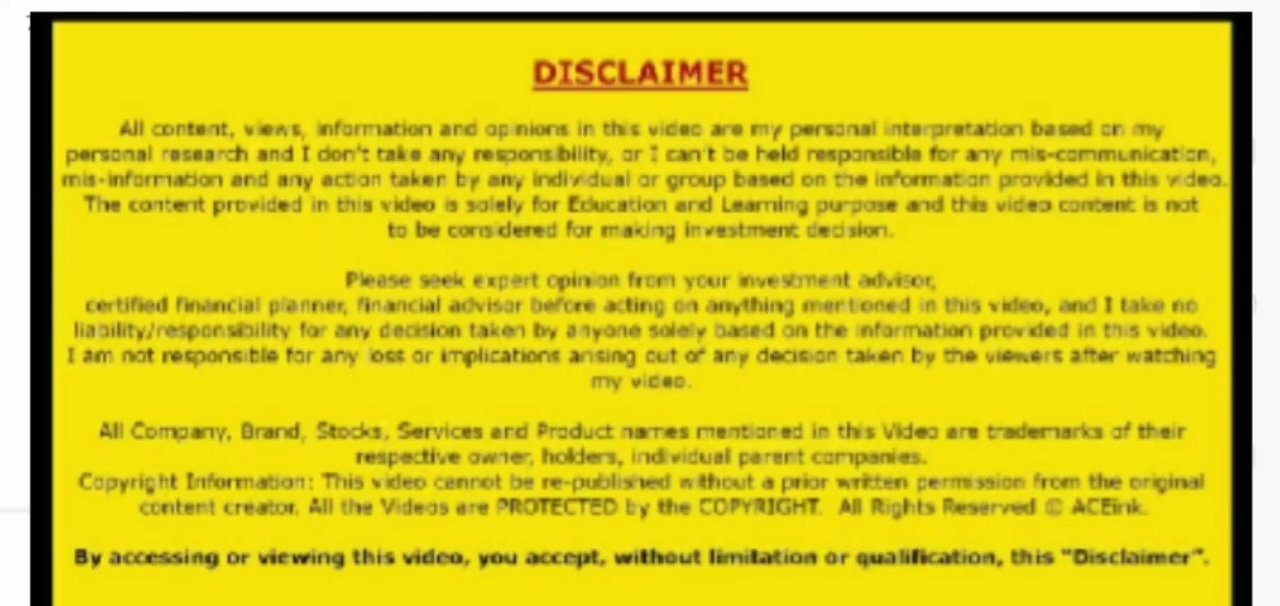 DISCLAIMER
All content, views, information and opinions in this video are my personal interpretation based on my
personal research and I don't take any responsibility, or I can't be held responsible for any mis-communication,
mis-information and any action taken by any individual or group based on the information provided in this video.
The content provided in this video is solely for Education and Learning purpose and this video content is not
to be considered for making investment decision.
Please seek expert opinion from your investment advisor,
certified financial planner, financial advisor before acting on anything mentioned in this video, and I take no
liability/responsibility for any decision taken by anyone solely based on the information provided in this video.
I am not responsible for any loss or implications arising out of any decision taken by the viewers after watching
my video.
All Company, Brand, Stocks, Services and Product names mentioned in this Video are trademarks of their
respective owner, holders, individual parent companies.
Copyright Information: This video cannot be re-published without a prior written permission from the original
content creator. All the Videos are PROTECTED by the COPYRIGHT. All Rights Reserved © ACEink.
By accessing or viewing this video, you accept, without limitation or qualification, this "Disclaimer".